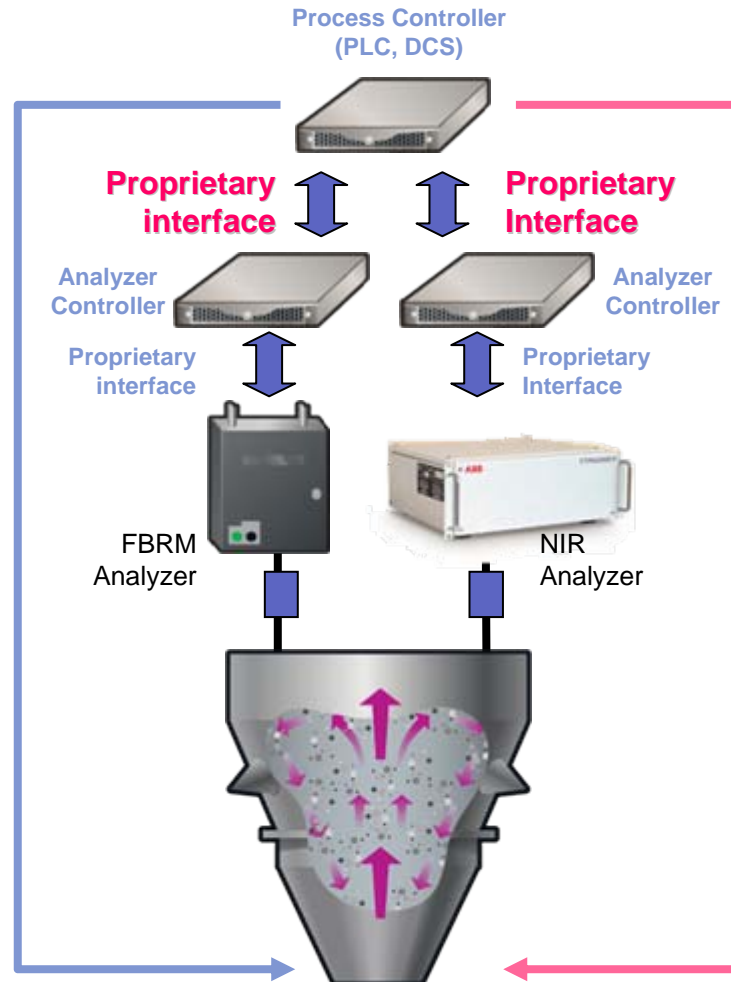 Process Controller
(PLC, DCS)
Proprietary
interface
Proprietary
Interface
Analyzer
Controller
Analyzer
Controller
Proprietary
interface
Proprietary
Interface
ABB
FBRM
Analyzer
NIR
Analyzer